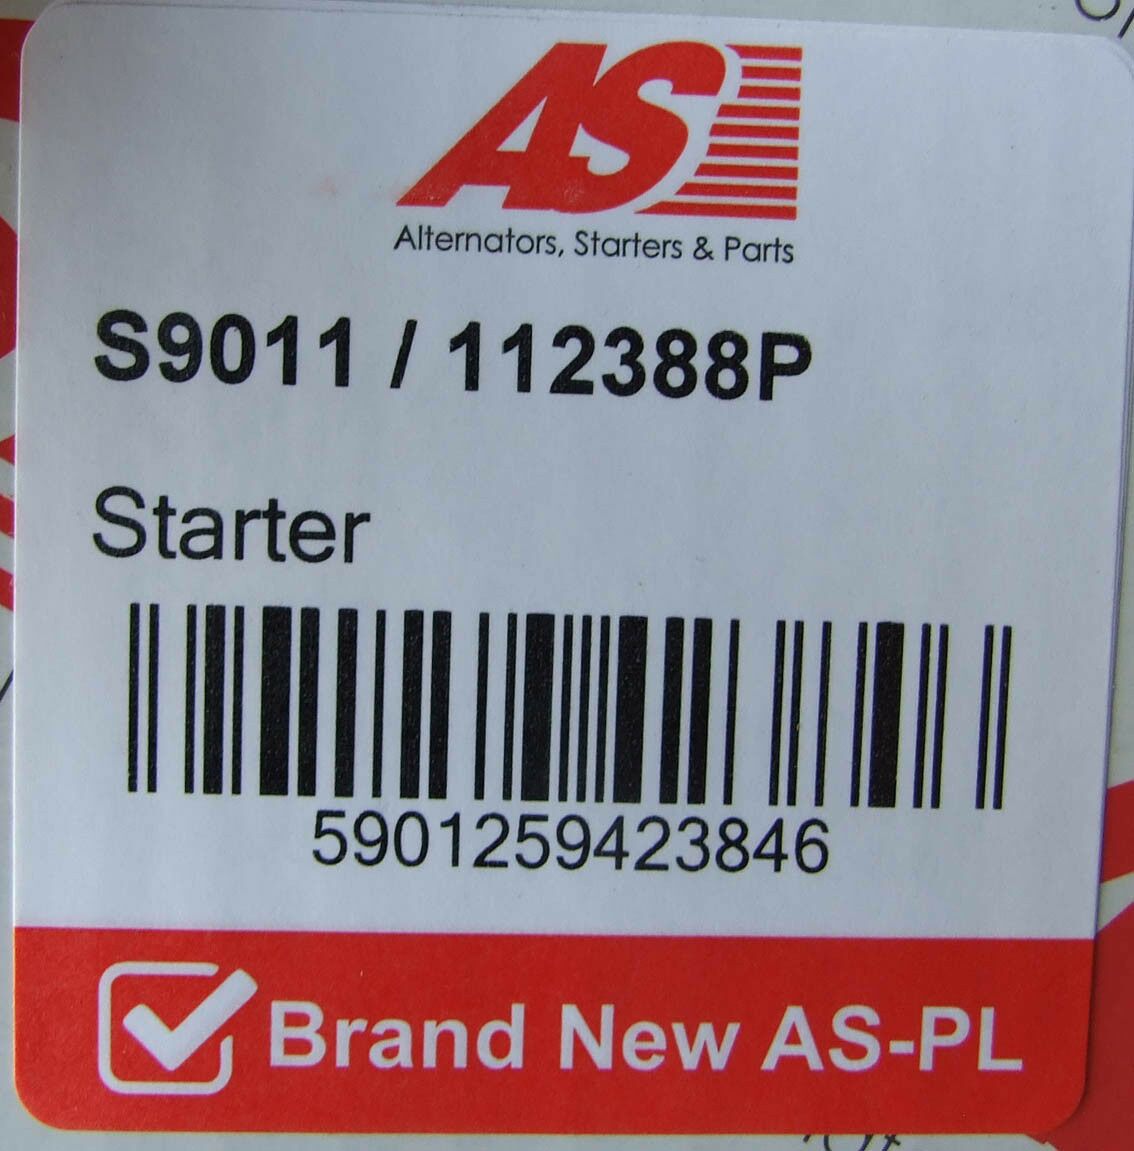 AS
Alternators, Starters & Parts
S9011 / 112388P
Starter
5901259423846
Brand New AS-PL